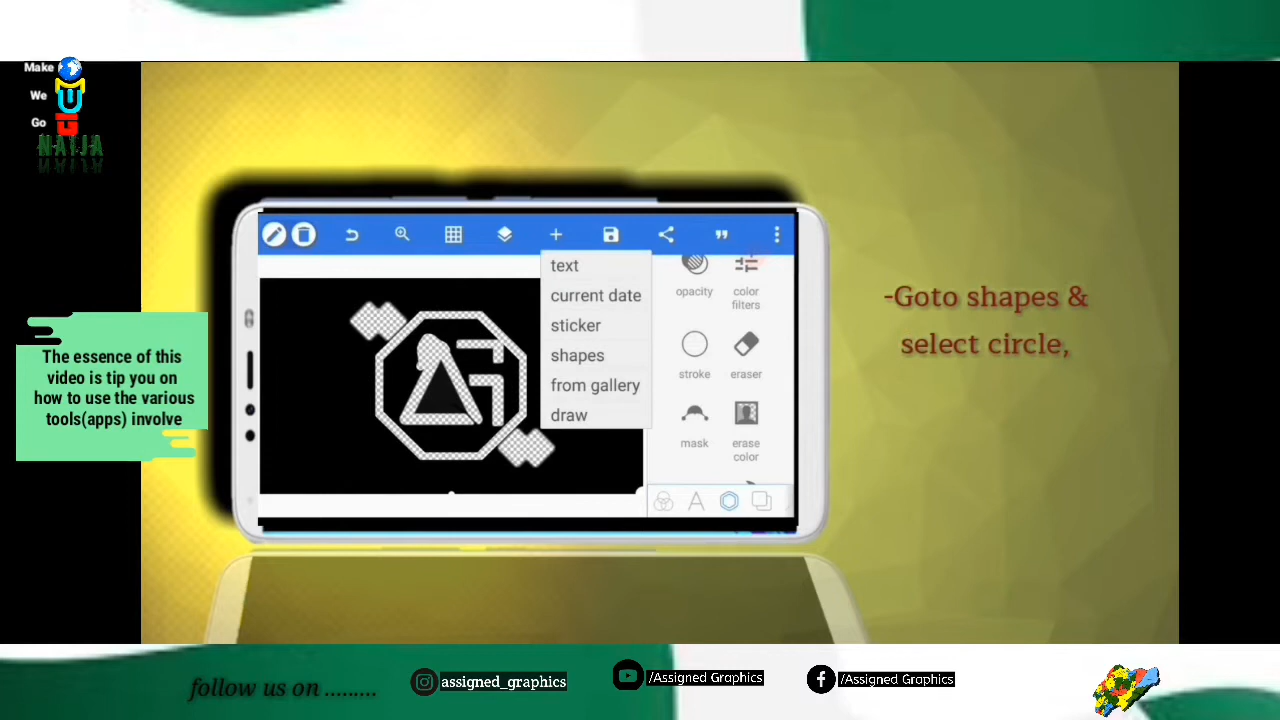 Make
We
Go
NAIJA
The essence of this
video is tip you on
how to use the various
tools(apps) involve
text
current date
sticker
shapes
from gallery
draw
opacity
color
filters
stroke
eraser
mask
erase
color
-Goto shapes &
select circle,
follow us on .........
assigned_graphics
/Assigned Graphics
/Assigned Graphics